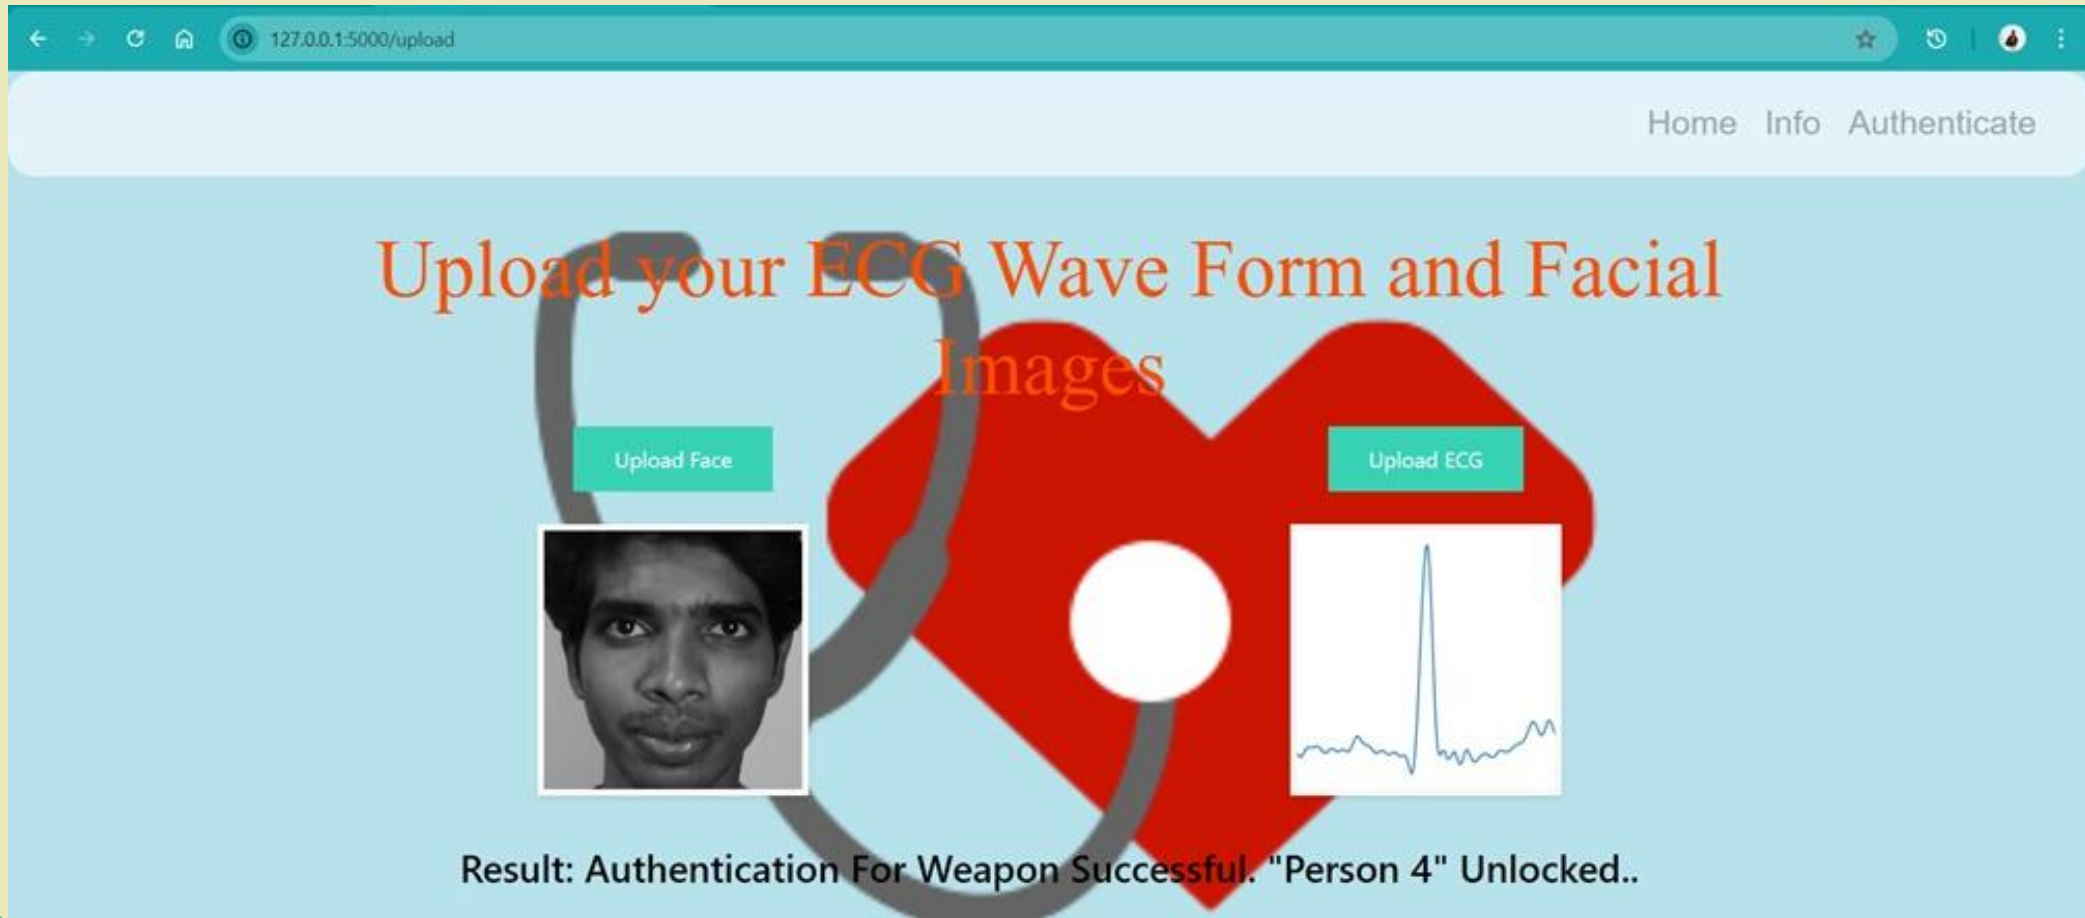 127.0.0.1:5000/upload
Home Info Authenticate
Upload your ECG Wave Form and Facial
Images
Upload Face
Upload ECG
Result: Authentication For Weapon Successful. "Person 4" Unlocked..